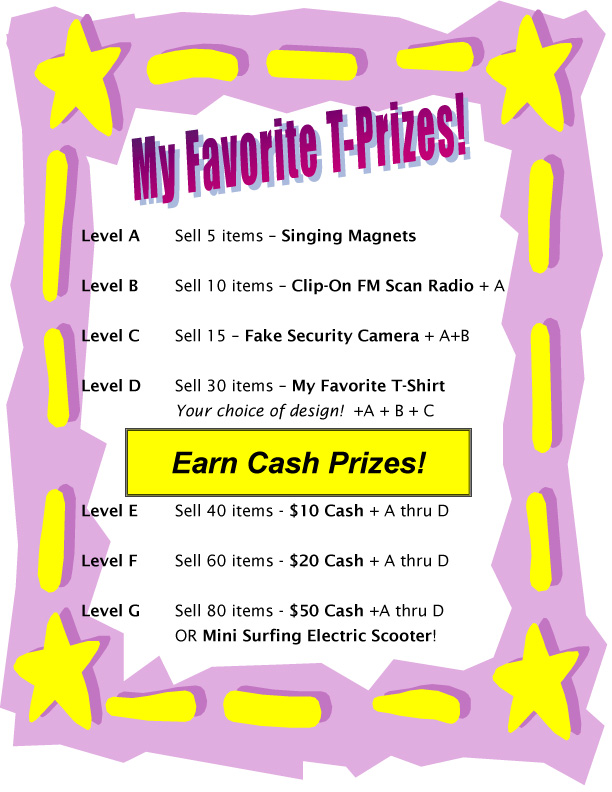 My Favorite T-Prizes!
Level A Sell 5 items – Singing Magnets
Level B Sell 10 items – Clip-On FM Scan Radio + A
Level C Sell 15 – Fake Security Camera + A+B
Level D Sell 30 items – My Favorite T-Shirt
Your choice of design! +A + B + C
Earn Cash Prizes!
Level E Sell 40 items - $10 Cash + A thru D
Level F Sell 60 items - $20 Cash + A thru D
Level G Sell 80 items - $50 Cash +A thru D
OR Mini Surfing Electric Scooter!